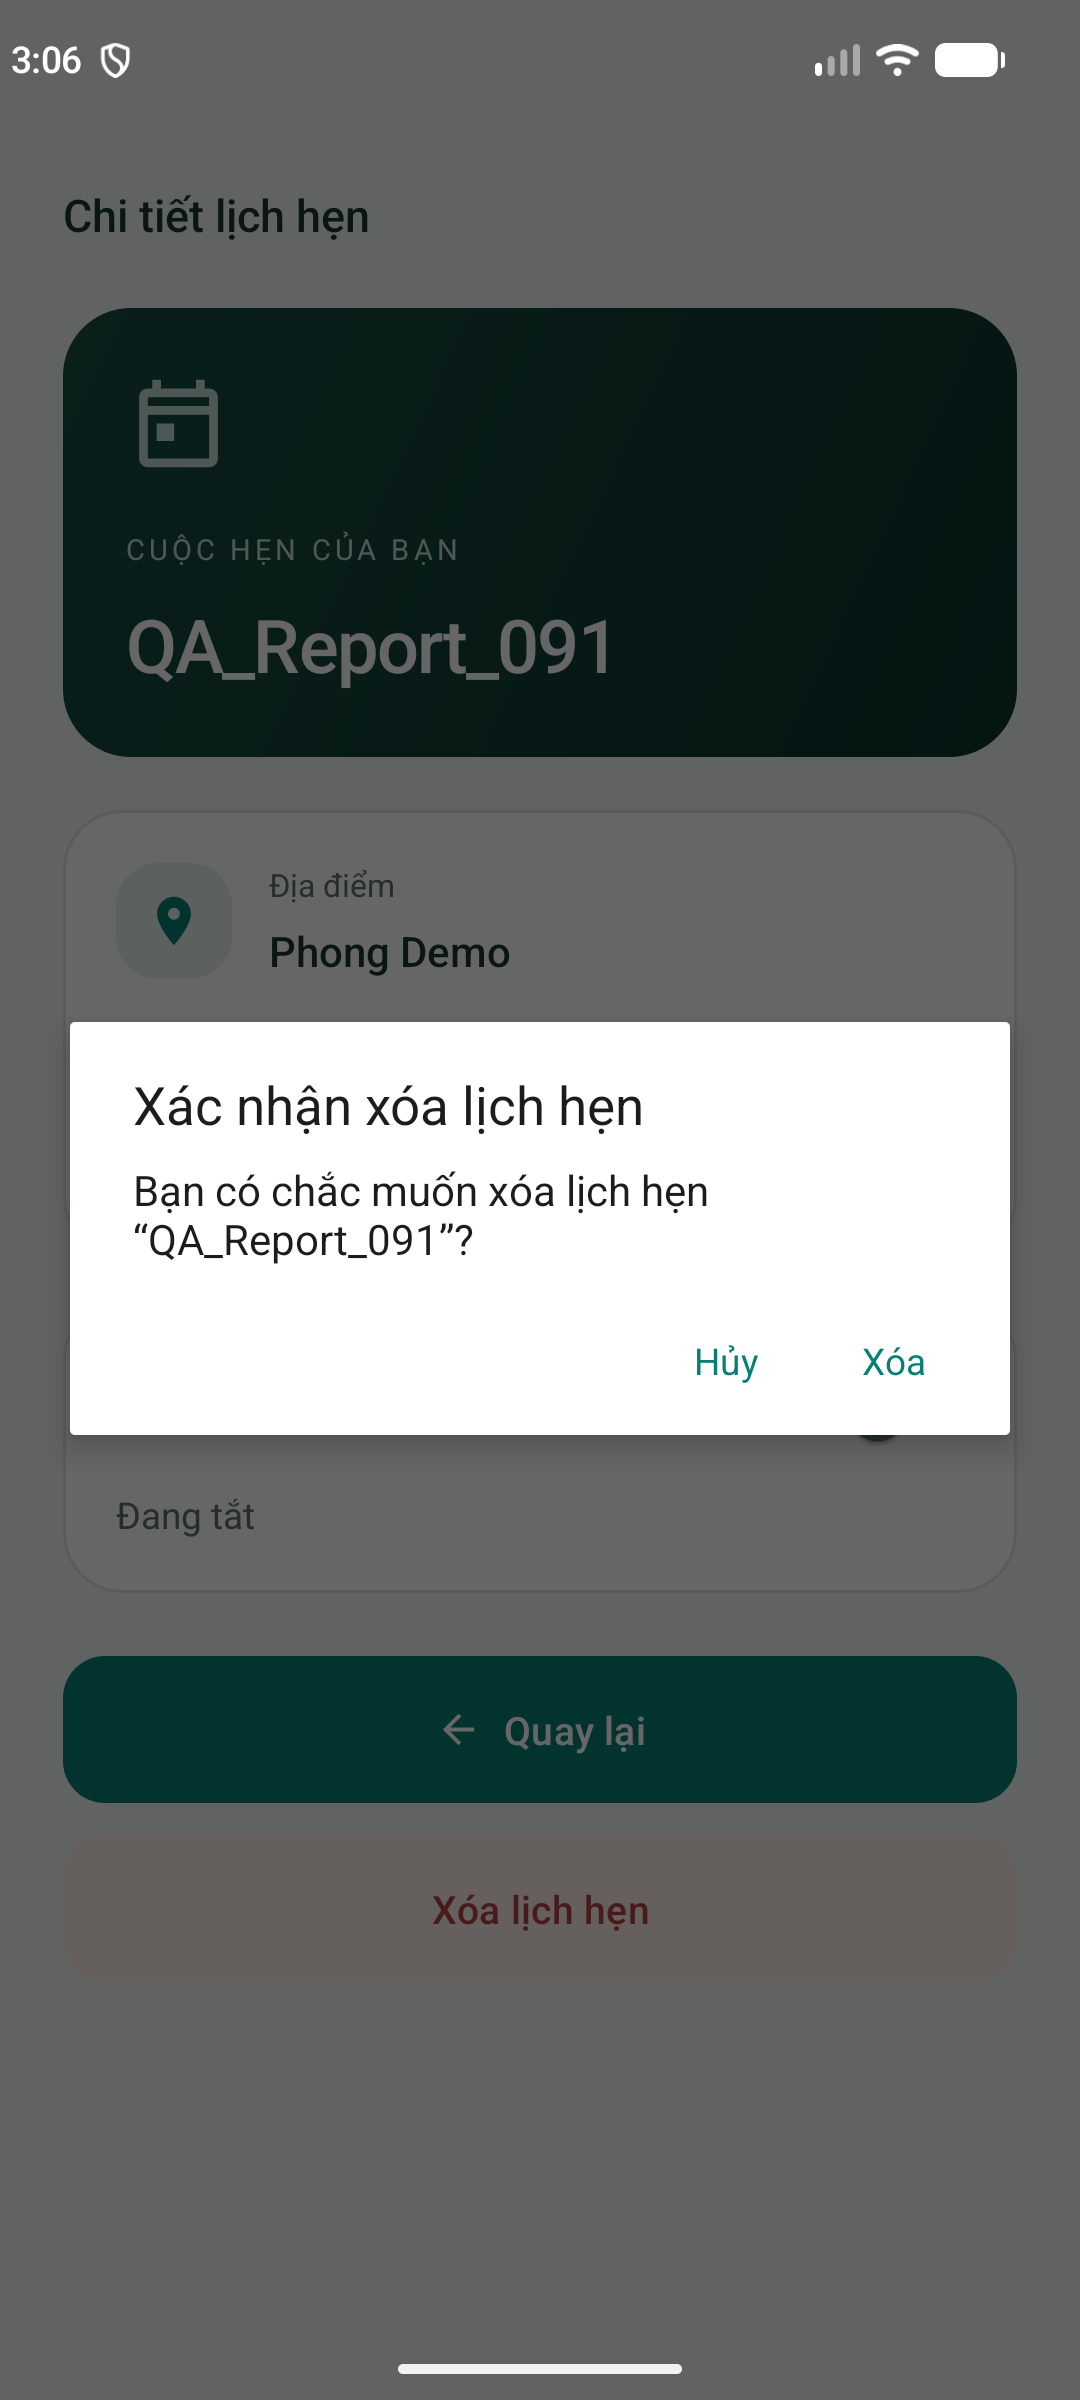 3:06
Chi tiết lịch hẹn
CUỘC HẸN CỦA BẠN
QA_Report_091
Địa điểm
Phong Demo
Xác nhận xóa lịch hẹn
Bạn có chắc muốn xóa lịch hẹn
“QA_Report_091”?
Hủy
Xóa
Đang tắt
Quay lại
Xóa lịch hẹn